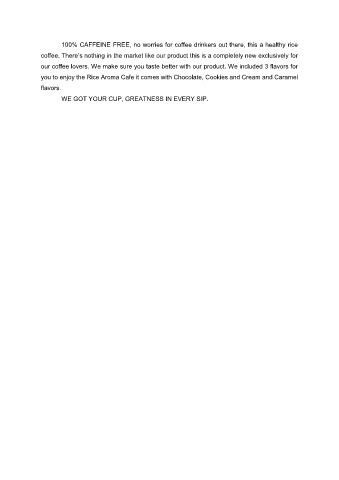 100% CAFFEINE FREE, no worries for coffee drinkers out there, this a healthy rice
coffee. There's nothing in the market like our product this is a completely new exclusively for
our coffee lovers. We make sure you taste better with our product. We included 3 flavors for
you to enjoy the Rice Aroma Cafe it comes with Chocolate, Cookies and Cream and Caramel
flavors.
WE GOT YOUR CUP, GREATNESS IN EVERY SIP.